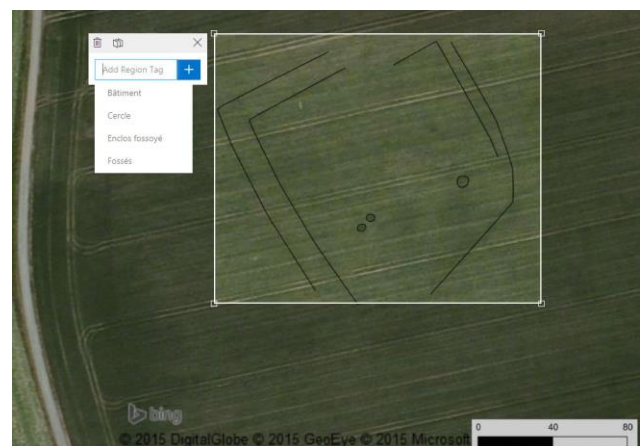 Add Region Tag +
Bâtiment
Cercle
Enclos fossoyé
Fossés
bing
© 2015 DigitalGlobe © 2015 GeoEye © 2015 Microsoft
0 40 80